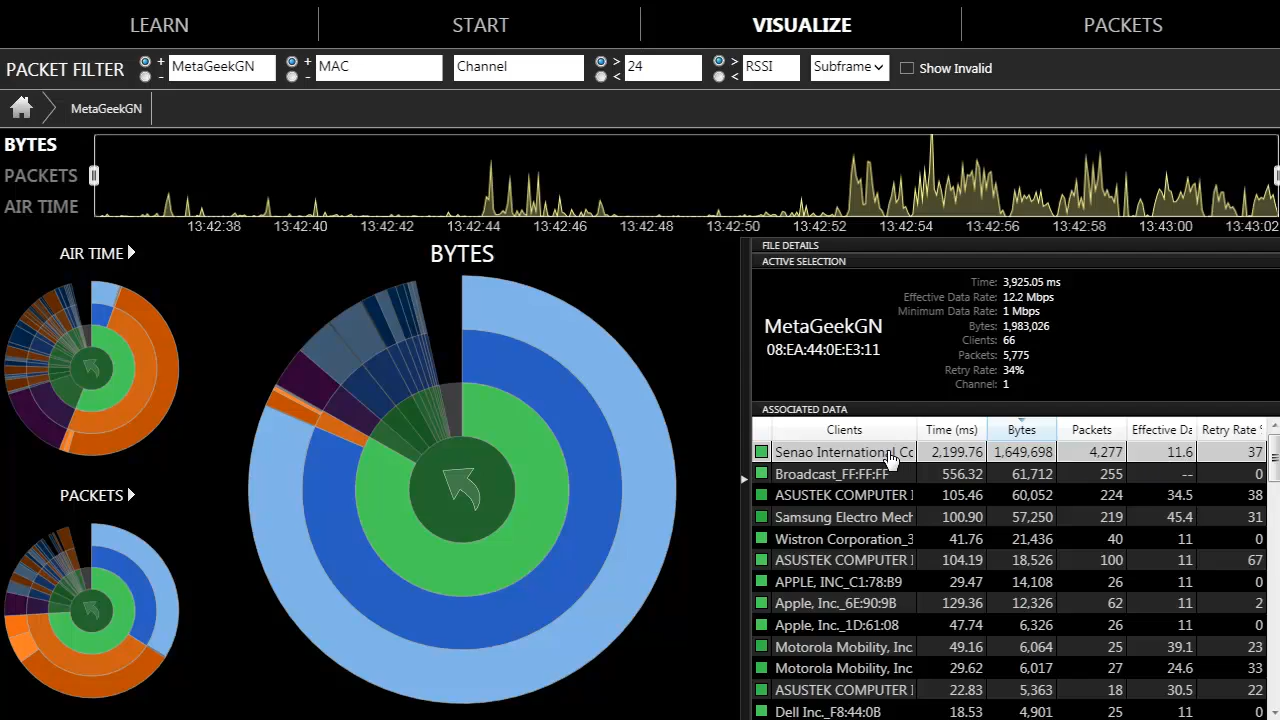 LEARN START VISUALIZE PACKETS
PACKET FILTER + - MetaGeekGN + - MAC Channel > < 24 > < RSSI Subframe Show Invalid
MetaGeekGN
BYTES
PACKETS
AIR TIME
13:42:38 13:42:40 13:42:42 13:42:44 13:42:46 13:42:48 13:42:50 13:42:52 13:42:54 13:42:56 13:42:58 13:43:00 13:43:02
AIR TIME
PACKETS
BYTES
FILE DETAILS
ACTIVE SELECTION
MetaGeekGN
08:EA:44:0E:E3:11
Time: 3,925.05 ms
Effective Data Rate: 12.2 Mbps
Minimum Data Rate: 1 Mbps
Bytes: 1,983,026
Clients: 66
Packets: 5,775
Retry Rate: 34%
Channel: 1
ASSOCIATED DATA
Clients Time (ms) Bytes Packets Effective Da Retry Rate
Senao International Co 2,199.76 1,649,698 4,277 11.6 37
Broadcast_FF:FF:FF 556.32 61,712 255 -- 0
ASUSTEK COMPUTER I 105.46 60,052 224 34.5 38
Samsung Electro Mech 100.90 57,250 219 45.4 31
Wistron Corporation_3 41.76 21,436 40 11 0
ASUSTEK COMPUTER I 104.19 18,526 100 11 67
APPLE, INC_C1:78:B9 29.47 14,108 26 11 0
Apple, Inc._6E:90:9B 129.36 12,326 62 11 2
Apple, Inc._1D:61:08 47.74 6,326 26 11 0
Motorola Mobility, Inc. 49.16 6,064 25 39.1 23
Motorola Mobility, Inc. 29.62 6,017 27 24.6 33
ASUSTEK COMPUTER I 22.83 5,363 18 30.5 22
Dell Inc._F8:44:0B 18.53 4,901 25 11 0